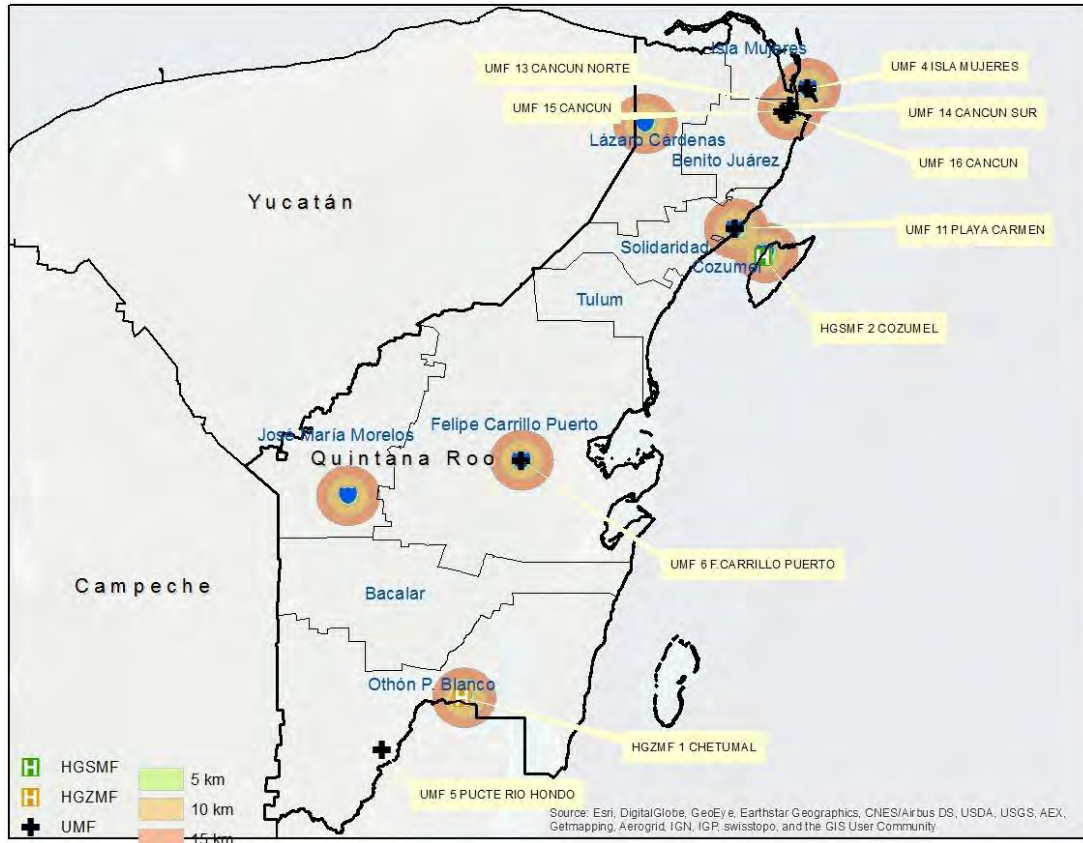 Isla Mujeres
UMF 13 CANCUN NORTE
UMF 4 ISLA MUJERES
UMF 15 CANCUN
UMF 14 CANCUN SUR
Lázaro Cárdenas
Benito Juárez
UMF 16 CANCUN
Yucatán
UMF 11 PLAYA CARMEN
Solidaridad
Cozumel
Tulum
HGSMF 2 COZUMEL
José María Morelos
Felipe Carrillo Puerto
Quintana Roo
UMF 6 F.CARRILLO PUERTO
Campeche
Bacalar
Othón P. Blanco
HGZMF 1 CHETUMAL
UMF 5 PUCTE RIO HONDO
H HGSMF
H HGZMF
UMF
5 km
10 km
15 km
Source: Esri, DigitalGlobe, GeoEye, Earthstar Geographics, CNES/Airbus DS, USDA, USGS, AEX,
Getmapping, Aerogrid, IGN, IGP, swisstopo, and the GIS User Community